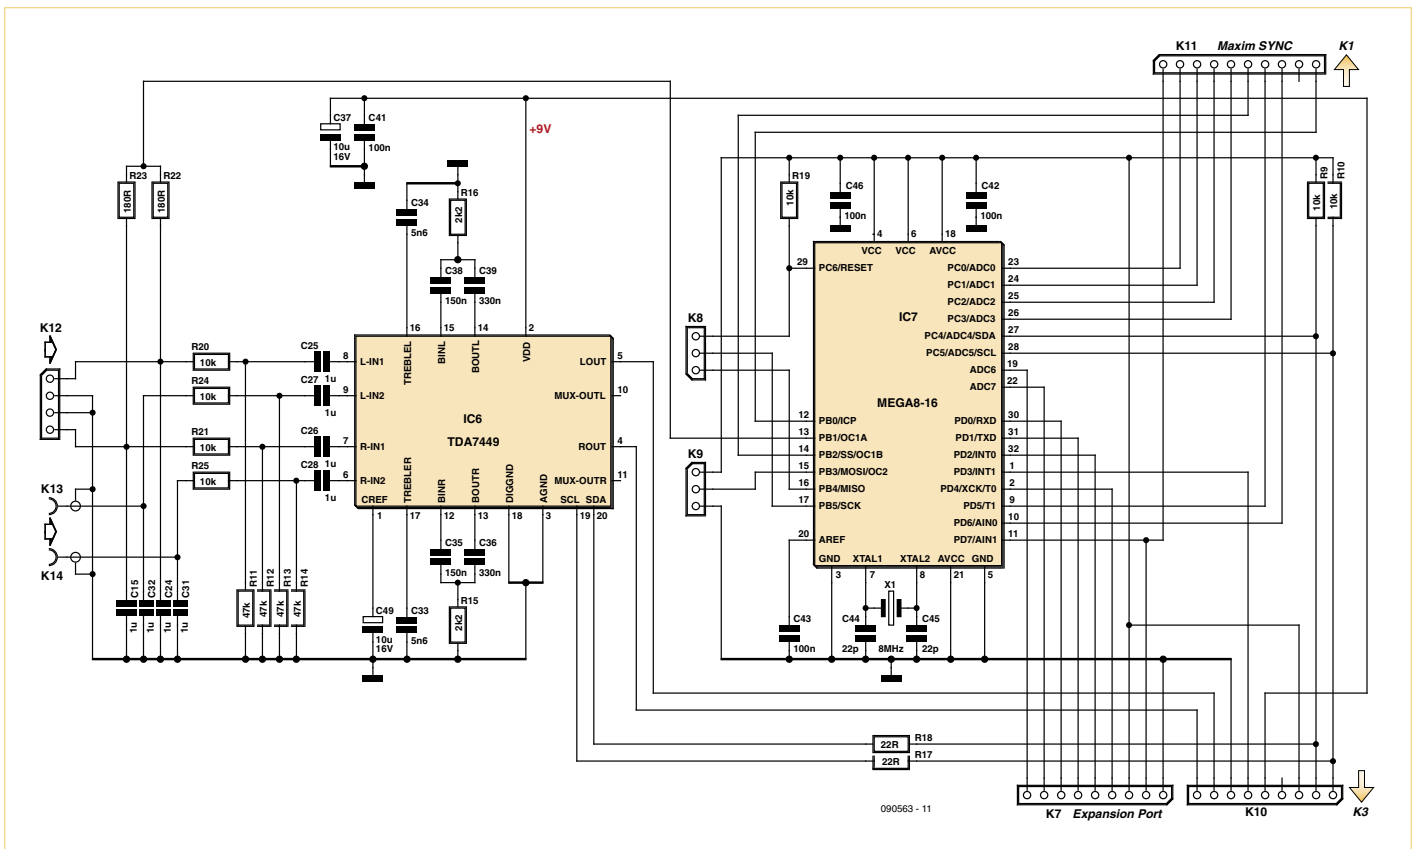 K11 Maxim SYNC K1
C37
10u
16V
C41
100n
+9V
R23
180R
R22
180R
C34
5n6
R16
2k2
C38
150n
C39
330n
R19
10k
C46
100n
C42
100n
R9
10k
R10
10k
4 6 18
VCC VCC AVCC
29 PC6/RESET
PC0/ADC0 23
PC1/ADC1 24
PC2/ADC2 25
PC3/ADC3 26
PC4/ADC4/SDA 27
PC5/ADC5/SCL 28
ADC6 19
ADC7 22
IC7
MEGA8-16
12 PB0/ICP
13 PB1/OC1A
14 PB2/SS/OC1B
15 PB3/MOSI/OC2
16 PB4/MISO
17 PB5/SCK
PD0/RXD 30
PD1/TXD 31
PD2/INT0 32
PD3/INT1 1
PD4/XCK/T0 2
PD5/T1 9
PD6/AIN0 10
PD7/AIN1 11
20 AREF
GND XTAL1 XTAL2 AVCC GND
3 7 8 21 5
K8
K9
K12
R20
10k
R24
10k
R21
10k
R25
10k
C25
1u
C27
1u
C26
1u
C28
1u
16 15 14 2
TREBLEL BINL BOUTL VDD
8 L-IN1
9 L-IN2
7 R-IN1
6 R-IN2
LOUT 5
MUX-OUTL 10
ROUT 4
MUX-OUTR 11
IC6
TDA7449
CREF TREBLER BINR BOUTR DIGGND AGND SCL SDA
1 17 12 13 18 3 19 20
K13
K14
C15
1u
C32
1u
C24
1u
C31
1u
R11
47k
R12
47k
R13
47k
R14
47k
C49
10u
16V
C33
5n6
C35
150n
C36
330n
R15
2k2
C43
100n
C44
22p
X1
8MHz
C45
22p
22R R18
22R R17
090563 - 11
K7 Expansion Port
K10
K3